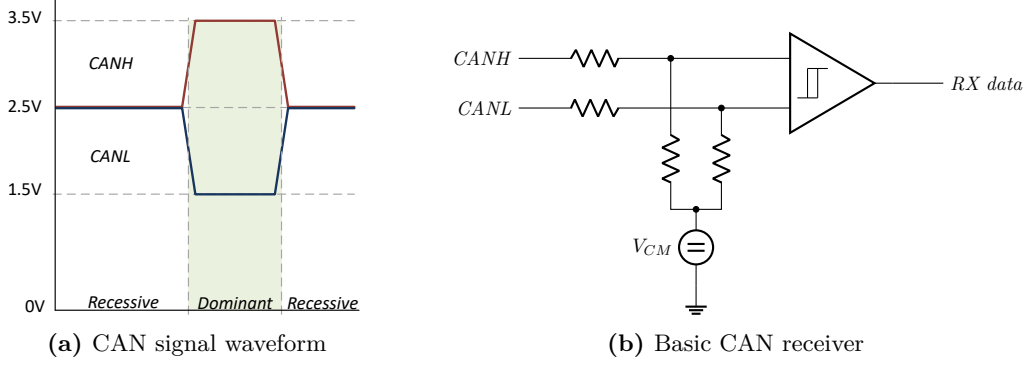 3.5V
CANH
2.5V
CANL
1.5V
0V
Recessive Dominant Recessive
(a) CAN signal waveform
CANH
CANL
RX data
V_CM
(b) Basic CAN receiver